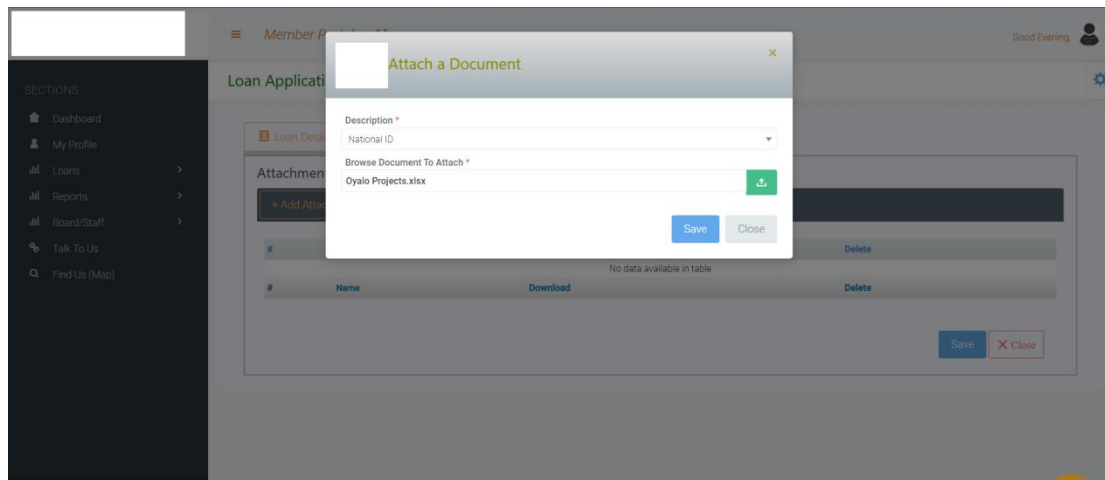 Member P
Good Evening
Attach a Document
×
Loan Applicati
SECTIONS
Dashboard
My Profile
Loans
Reports
Board/Staff
Talk To Us
Find Us (Map)
Description *
National ID
Browse Document To Attach *
Oyalo Projects.xlsx
Save Close
Loan Deta
Attachmen
+ Add Attac
# Delete
No data available in table
# Name Download Delete
Save × Close